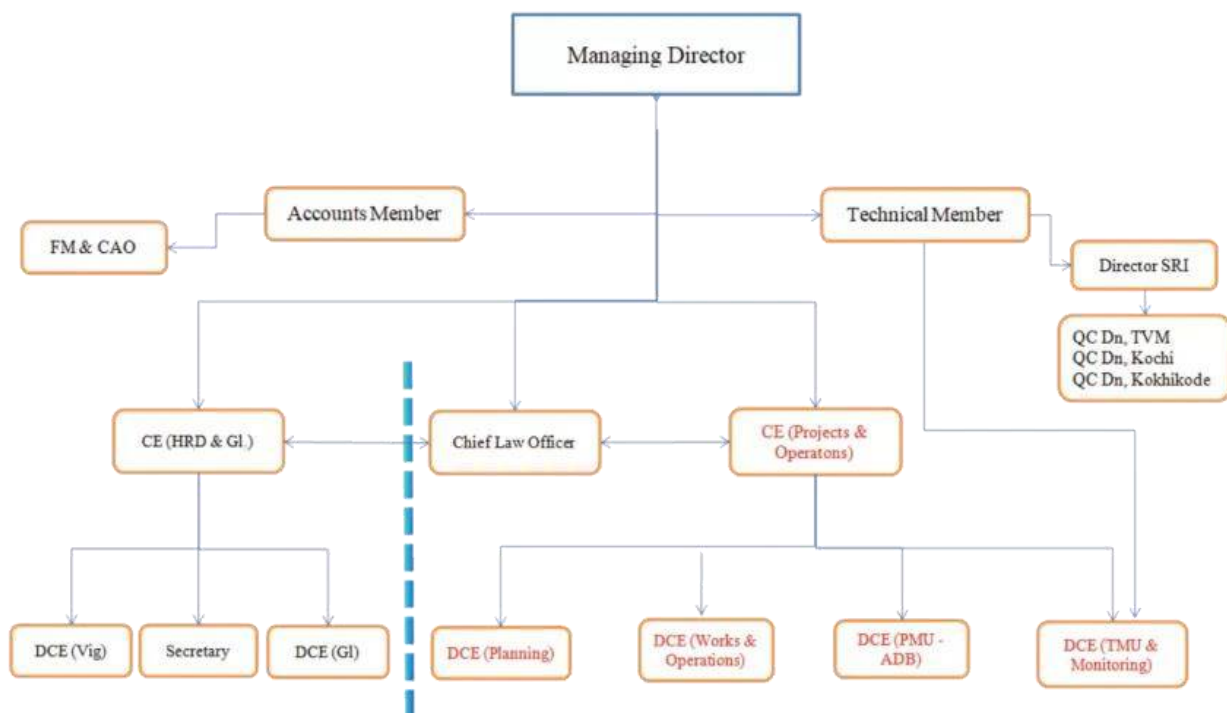 Managing Director
Accounts Member
Technical Member
FM & CAO
Director SRI
QC Dn, TVM
QC Dn, Kochi
QC Dn, Kokhikode
CE (HRD & Gl.)
Chief Law Officer
CE (Projects &
Operatons)
DCE (Vig)
Secretary
DCE (Gl)
DCE (Planning)
DCE (Works &
Operations)
DCE (PMU -
ADB)
DCE (TMU &
Monitoring)